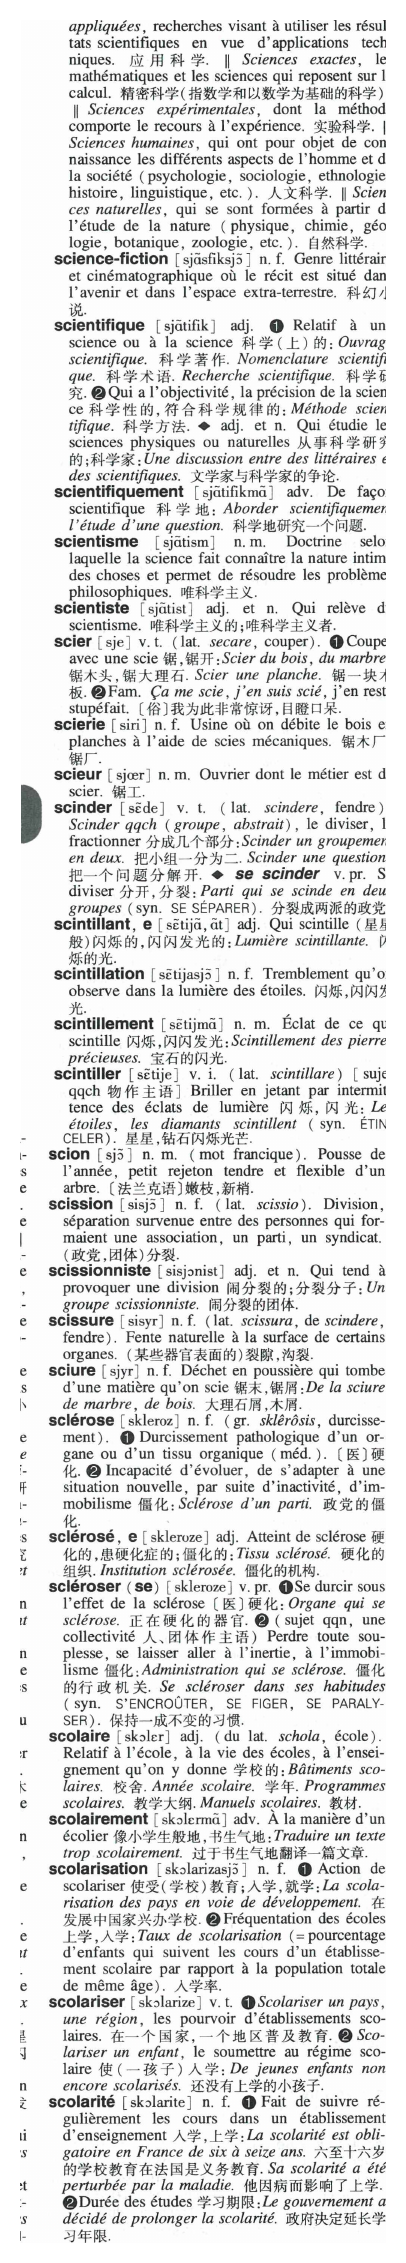 appliquées, recherches visant à utiliser les résul
tats scientifiques en vue d'applications tech
niques. 应用科学. ‖ Sciences exactes, le
mathématiques et les sciences qui reposent sur l
calcul. 精密科学(指数学和以数学为基础的科学)
‖ Sciences expérimentales, dont la méthod
comporte le recours à l'expérience. 实验科学. |
Sciences humaines, qui ont pour objet de con
naissance les différents aspects de l'homme et d
la société (psychologie, sociologie, ethnologie
histoire, linguistique, etc.). 人文科学. ‖ Scien
ces naturelles, qui se sont formées à partir d
l'étude de la nature (physique, chimie, géo
logie, botanique, zoologie, etc.). 自然科学.
science-fiction [sjɑ̃sfiksjɔ̃] n. f. Genre littérair
et cinématographique où le récit est situé dan
l'avenir et dans l'espace extra-terrestre. 科幻小
说.
scientifique [sjɑ̃tifik] adj. ❶ Relatif à un
science ou à la science 科学(上)的: Ouvrag
scientifique. 科学著作. Nomenclature scientifi
que. 科学术语. Recherche scientifique. 科学研
究. ❷ Qui a l'objectivité, la précision de la scien
ce 科学性的,符合科学规律的: Méthode scien
tifique. 科学方法. ◆ adj. et n. Qui étudie le
sciences physiques ou naturelles 从事科学研究
的;科学家: Une discussion entre des littéraires e
des scientifiques. 文学家与科学家的争论.
scientifiquement [sjɑ̃tifikmɑ̃] adv. De faço
scientifique 科学地: Aborder scientifiquemen
l'étude d'une question. 科学地研究一个问题.
scientisme [sjɑ̃tism] n. m. Doctrine selo
laquelle la science fait connaître la nature intim
des choses et permet de résoudre les problème
philosophiques. 唯科学主义.
scientiste [sjɑ̃tist] adj. et n. Qui relève d
scientisme. 唯科学主义的;唯科学主义者.
scier [sje] v. t. (lat. secare, couper). ❶ Coupe
avec une scie 锯,锯开: Scier du bois, du marbre
锯木头,锯大理石. Scier une planche. 锯一块木
板. ❷ Fam. Ça me scie, j'en suis scié, j'en rest
stupéfait. [俗]我为此非常惊讶,目瞪口呆.
scierie [siri] n. f. Usine où on débite le bois e
planches à l'aide de scies mécaniques. 锯木厂
锯厂.
scieur [sjœr] n. m. Ouvrier dont le métier est d
scier. 锯工.
scinder [sɛ̃de] v. t. (lat. scindere, fendre)
Scinder qqch (groupe, abstrait), le diviser, l
fractionner 分成几个部分: Scinder un groupemen
en deux. 把小组一分为二. Scinder une question
把一个问题分解开. ◆ se scinder v. pr. S
diviser 分开,分裂: Parti qui se scinde en deu
groupes (syn. SE SÉPARER). 分裂成两派的政党
scintillant, e [sɛ̃tijɑ̃, ɑ̃t] adj. Qui scintille (星星
般)闪烁的,闪闪发光的: Lumière scintillante. 闪
烁的光.
scintillation [sɛ̃tijasjɔ̃] n. f. Tremblement qu'o
observe dans la lumière des étoiles. 闪烁,闪闪发
光.
scintillement [sɛ̃tijmɑ̃] n. m. Éclat de ce qu
scintille 闪烁,闪闪发光: Scintillement des pierre
précieuses. 宝石的闪光.
scintiller [sɛ̃tije] v. i. (lat. scintillare) [suje
qqch 物作主语] Briller en jetant par intermit
tence des éclats de lumière 闪烁,闪光: Le
étoiles, les diamants scintillent (syn. ÉTIN
CELER). 星星,钻石闪烁光芒.
scion [sjɔ̃] n. m. (mot francique). Pousse de
l'année, petit rejeton tendre et flexible d'un
arbre. [法兰克语]嫩枝,新梢.
scission [sisjɔ̃] n. f. (lat. scissio). Division,
séparation survenue entre des personnes qui for-
maient une association, un parti, un syndicat.
(政党,团体)分裂.
scissionniste [sisjɔnist] adj. et n. Qui tend à
provoquer une division 闹分裂的;分裂分子: Un
groupe scissionniste. 闹分裂的团体.
scissure [sisyr] n. f. (lat. scissura, de scindere,
fendre). Fente naturelle à la surface de certains
organes. (某些器官表面的)裂隙,沟裂.
sciure [sjyr] n. f. Déchet en poussière qui tombe
d'une matière qu'on scie 锯末,锯屑: De la sciure
de marbre, de bois. 大理石屑,木屑.
sclérose [skleroz] n. f. (gr. sklêrôsis, durcisse-
ment). ❶ Durcissement pathologique d'un or-
gane ou d'un tissu organique (méd.). [医]硬
化. ❷ Incapacité d'évoluer, de s'adapter à une
situation nouvelle, par suite d'inactivité, d'im-
mobilisme 僵化: Sclérose d'un parti. 政党的僵
化.
sclérosé, e [skleroze] adj. Atteint de sclérose 硬
化的,患硬化症的;僵化的: Tissu sclérosé. 硬化的
组织. Institution sclérosée. 僵化的机构.
scléroser (se) [skleroze] v. pr. ❶ Se durcir sous
l'effet de la sclérose [医]硬化: Organe qui se
sclérose. 正在硬化的器官. ❷ (sujet qqn, une
collectivité 人、团体作主语) Perdre toute sou-
plesse, se laisser aller à l'inertie, à l'immobi-
lisme 僵化: Administration qui se sclérose. 僵化
的行政机关. Se scléroser dans ses habitudes
(syn. S'ENCROÛTER, SE FIGER, SE PARALY-
SER). 保持一成不变的习惯.
scolaire [skɔler] adj. (du lat. schola, école).
Relatif à l'école, à la vie des écoles, à l'ensei-
gnement qu'on y donne 学校的: Bâtiments sco-
laires. 校舍. Année scolaire. 学年. Programmes
scolaires. 教学大纲. Manuels scolaires. 教材.
scolairement [skɔlɛrmɑ̃] adv. À la manière d'un
écolier 像小学生般地,书生气地: Traduire un texte
trop scolairement. 过于书生气地翻译一篇文章.
scolarisation [skɔlarizasjɔ̃] n. f. ❶ Action de
scolariser 使受(学校)教育;入学,就学: La scola-
risation des pays en voie de développement. 在
发展中国家兴办学校. ❷ Fréquentation des écoles
上学,入学: Taux de scolarisation (= pourcentage
d'enfants qui suivent les cours d'un établisse-
ment scolaire par rapport à la population totale
de même âge). 入学率.
scolariser [skɔlarize] v. t. ❶ Scolariser un pays,
une région, les pourvoir d'établissements sco-
laires. 在一个国家,一个地区普及教育. ❷ Sco-
lariser un enfant, le soumettre au régime sco-
laire 使(一孩子)入学: De jeunes enfants non
encore scolarisés. 还没有上学的小孩子.
scolarité [skɔlarite] n. f. ❶ Fait de suivre ré-
gulièrement les cours dans un établissement
d'enseignement 入学,上学: La scolarité est obli-
gatoire en France de six à seize ans. 六至十六岁
的学校教育在法国是义务教育. Sa scolarité a été
perturbée par la maladie. 他因病而影响了上学.
❷ Durée des études 学习期限: Le gouvernement a
décidé de prolonger la scolarité. 政府决定延长学
习年限.